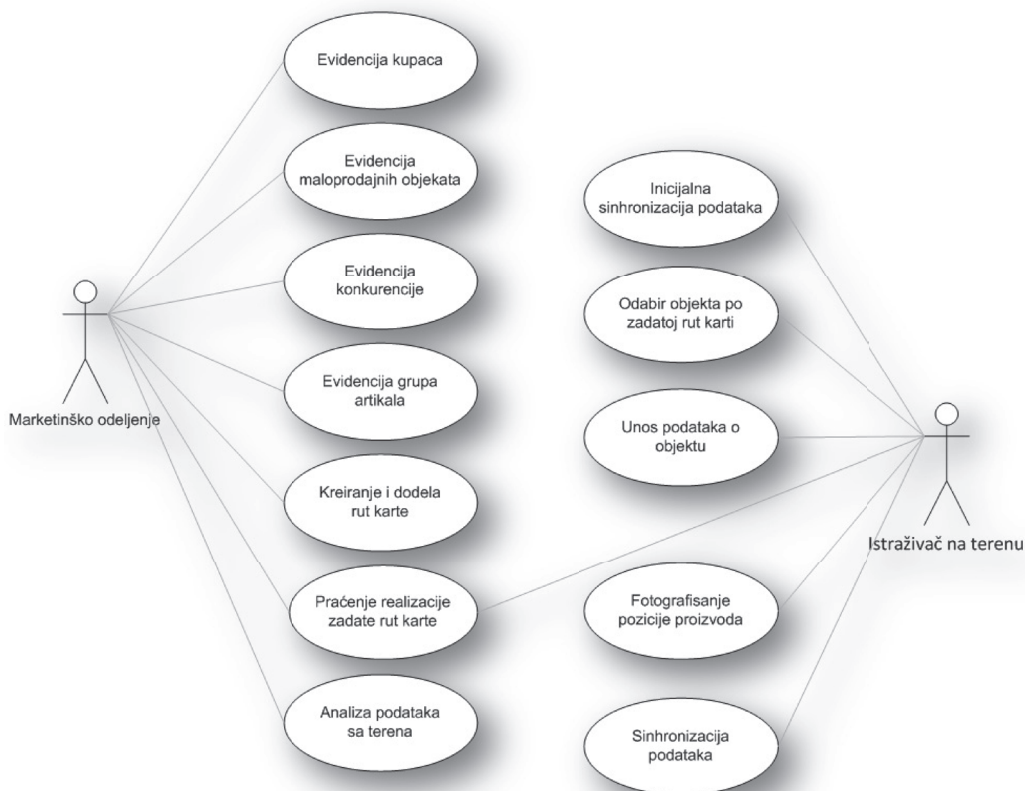 Evidencija kupaca
Evidencija
maloprodajnih objekata
Evidencija
konkurencije
Evidencija grupa
artikala
Kreiranje i dodela
rut karte
Praćenje realizacije
zadate rut karte
Analiza podataka
sa terena
Marketinško odeljenje
Inicijalna
sinhronizacija podataka
Odabir objekta po
zadatoj rut karti
Unos podataka o
objektu
Fotografisanje
pozicije proizvoda
Sinhronizacija
podataka
Istraživač na terenu